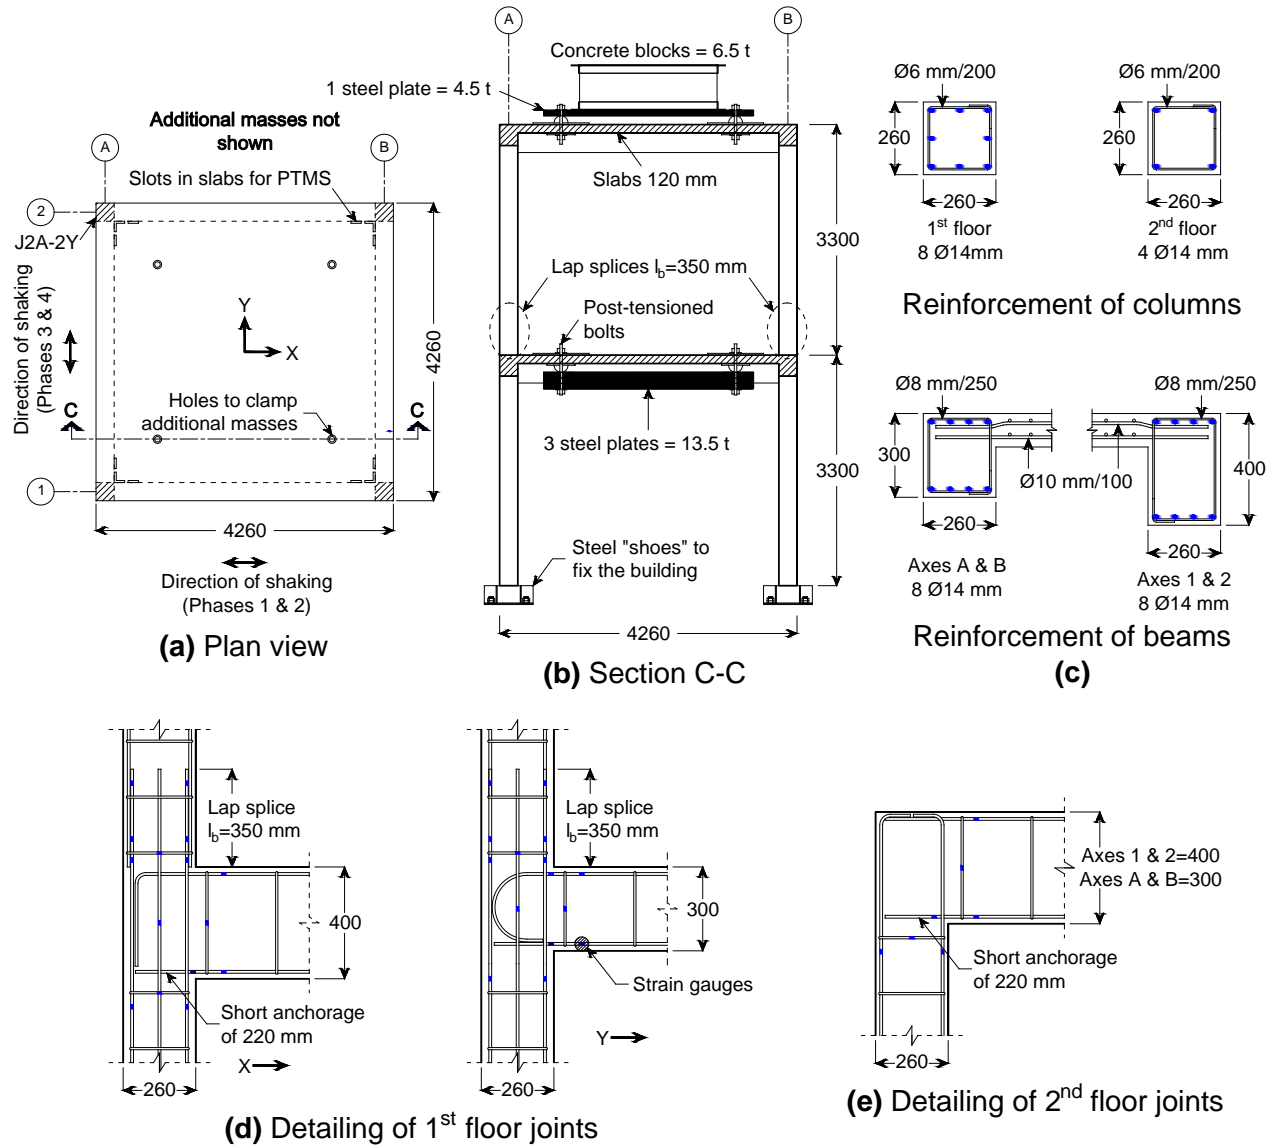 Additional masses not
shown
A
B
Slots in slabs for PTMS
2
J2A-2Y
Direction of shaking
(Phases 3 & 4)
Y
X
4260
Holes to clamp
additional masses
C
C
1
4260
Direction of shaking
(Phases 1 & 2)
(a) Plan view
A
B
Concrete blocks = 6.5 t
1 steel plate = 4.5 t
Slabs 120 mm
3300
Lap splices lb=350 mm
Post-tensioned
bolts
3 steel plates = 13.5 t
3300
Steel "shoes" to
fix the building
4260
(b) Section C-C
Ø6 mm/200
260
260
1st floor
8 Ø14mm
Ø6 mm/200
260
260
2nd floor
4 Ø14 mm
Reinforcement of columns
Ø8 mm/250
300
260
Axes A & B
8 Ø14 mm
Ø10 mm/100
Ø8 mm/250
400
260
Axes 1 & 2
8 Ø14 mm
Reinforcement of beams
(c)
Lap splice
lb=350 mm
400
Short anchorage
of 220 mm
X
260
Lap splice
lb=350 mm
300
Strain gauges
Y
260
(d) Detailing of 1st floor joints
Axes 1 & 2=400
Axes A & B=300
Short anchorage
of 220 mm
260
(e) Detailing of 2nd floor joints